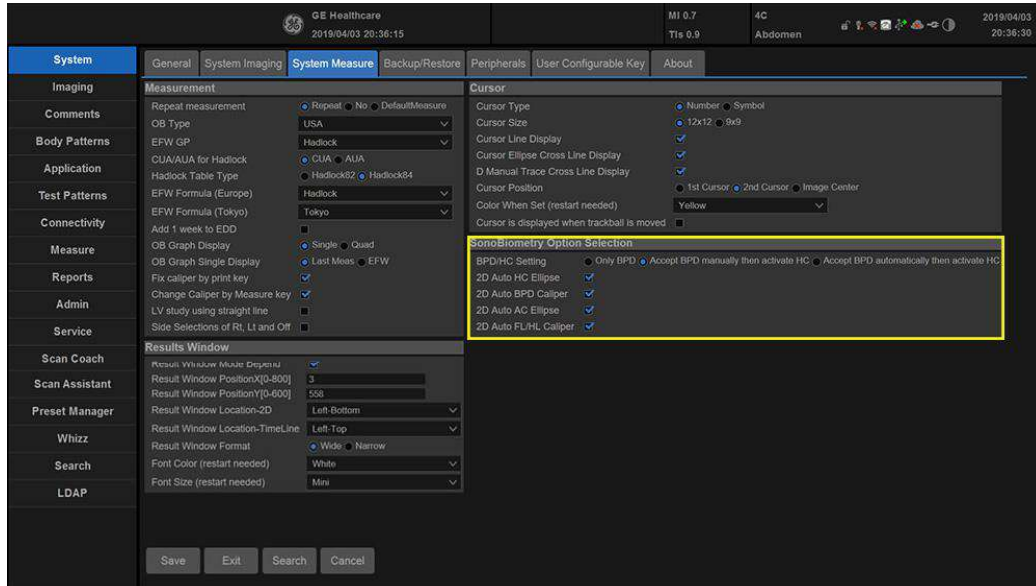 GE Healthcare
2019/04/03 20:36:15
MI 0.7
TIs 0.9
4C
Abdomen
2019/04/03
20:36:30
System
Imaging
Comments
Body Patterns
Application
Test Patterns
Connectivity
Measure
Reports
Admin
Service
Scan Coach
Scan Assistant
Preset Manager
Whizz
Search
LDAP
General System Imaging System Measure Backup/Restore Peripherals User Configurable Key About
Measurement
Repeat measurement Repeat No DefaultMeasure
OB Type USA
EFW GP Hadlock
CUA/AUA for Hadlock CUA AUA
Hadlock Table Type Hadlock82 Hadlock84
EFW Formula (Europe) Hadlock
EFW Formula (Tokyo) Tokyo
Add 1 week to EDD
OB Graph Display Single Quad
OB Graph Single Display Last Meas EFW
Fix caliper by print key
Change Caliper by Measure key
LV study using straight line
Side Selections of Rt, Lt and Off
Results Window
Result Window Mode Depend
Result Window PositionX[0-800] 3
Result Window PositionY[0-600] 558
Result Window Location-2D Left-Bottom
Result Window Location-TimeLine Left-Top
Result Window Format Wide Narrow
Font Color (restart needed) White
Font Size (restart needed) Mini
Cursor
Cursor Type Number Symbol
Cursor Size 12x12 9x9
Cursor Line Display
Cursor Ellipse Cross Line Display
D Manual Trace Cross Line Display
Cursor Position 1st Cursor 2nd Cursor Image Center
Color When Set (restart needed) Yellow
Cursor is displayed when trackball is moved
SonoBiometry Option Selection
BPD/HC Setting Only BPD Accept BPD manually then activate HC Accept BPD automatically then activate HC
2D Auto HC Ellipse
2D Auto BPD Caliper
2D Auto AC Ellipse
2D Auto FL/HL Caliper
Save Exit Search Cancel